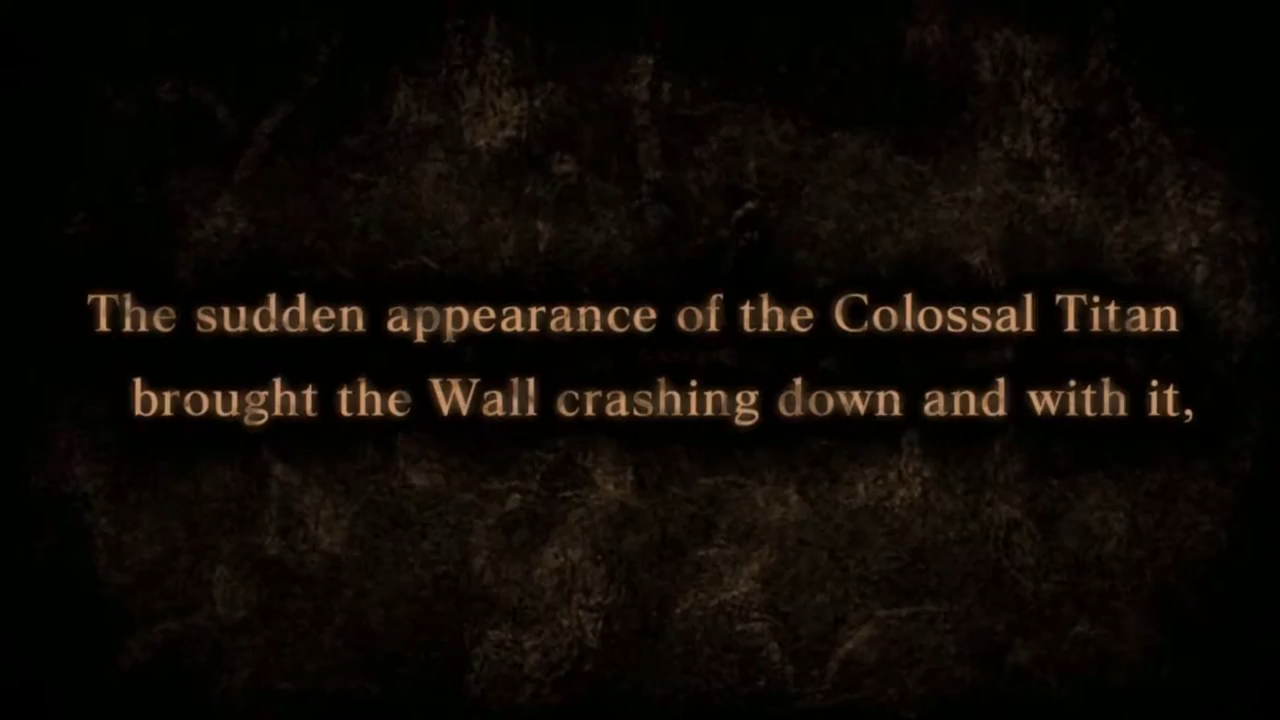 The sudden appearance of the Colossal Titan
brought the Wall crashing down and with it,